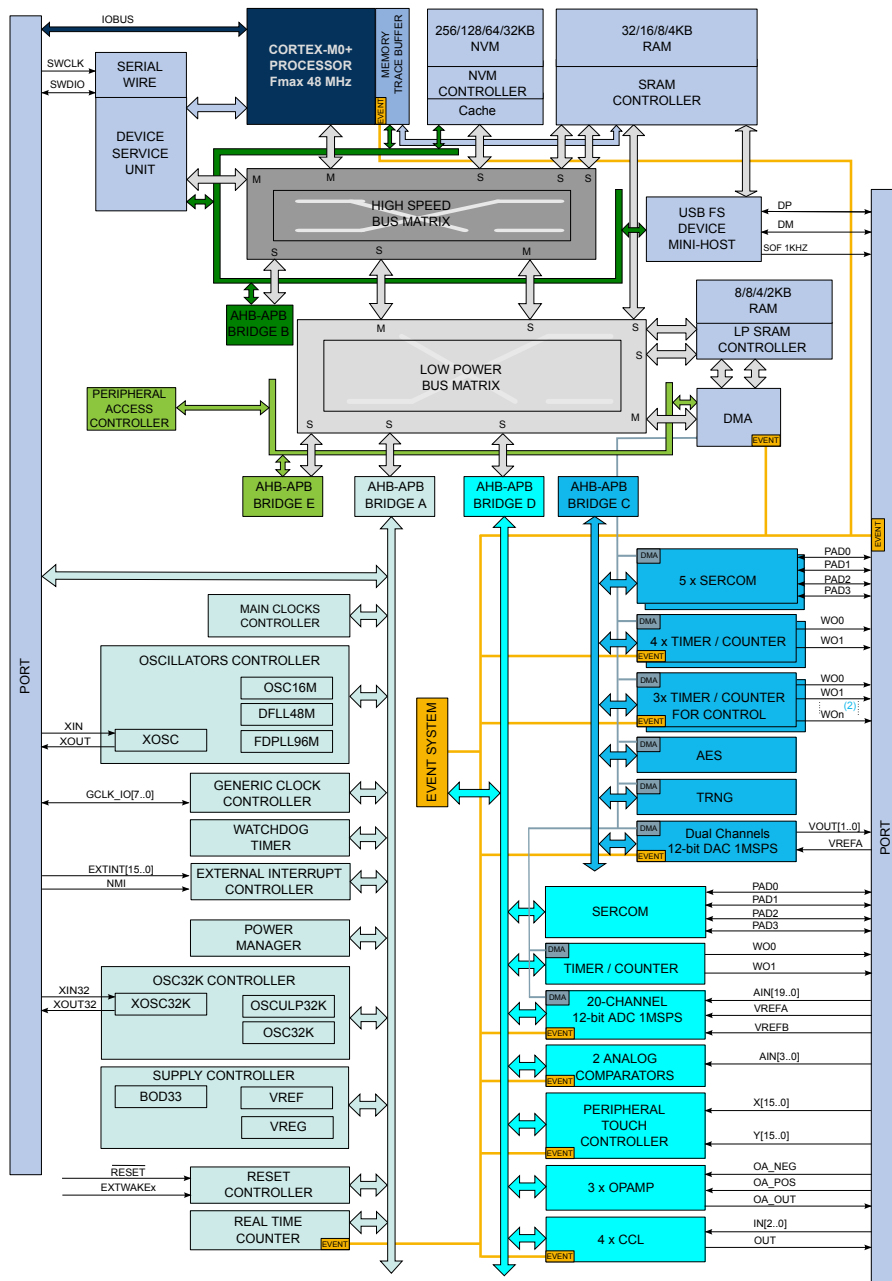 IOBUS
SWCLK
SWDIO
SERIAL
WIRE
DEVICE
SERVICE
UNIT
CORTEX-M0+
PROCESSOR
Fmax 48 MHz
MEMORY
TRACE BUFFER
EVENT
256/128/64/32KB
NVM
NVM
CONTROLLER
Cache
32/16/8/4KB
RAM
SRAM
CONTROLLER
M
M
S
S
S
HIGH SPEED
BUS MATRIX
S
S
M
USB FS
DEVICE
MINI-HOST
DP
DM
SOF 1KHZ
AHB-APB
BRIDGE B
8/8/4/2KB
RAM
LP SRAM
CONTROLLER
M
S
S
S
LOW POWER
BUS MATRIX
S
S
S
M
DMA
EVENT
PERIPHERAL
ACCESS
CONTROLLER
AHB-APB
BRIDGE E
AHB-APB
BRIDGE A
AHB-APB
BRIDGE D
AHB-APB
BRIDGE C
PORT
EVENT
PORT
MAIN CLOCKS
CONTROLLER
OSCILLATORS CONTROLLER
OSC16M
DFLL48M
FDPLL96M
XOSC
XIN
XOUT
GCLK_IO[7..0]
GENERIC CLOCK
CONTROLLER
WATCHDOG
TIMER
EXTINT[15..0]
NMI
EXTERNAL INTERRUPT
CONTROLLER
POWER
MANAGER
OSC32K CONTROLLER
XIN32
XOUT32
XOSC32K
OSCULP32K
OSC32K
SUPPLY CONTROLLER
BOD33
VREF
VREG
RESET
EXTWAKEx
RESET
CONTROLLER
REAL TIME
COUNTER
EVENT
EVENT SYSTEM
DMA
5 x SERCOM
PAD0
PAD1
PAD2
PAD3
DMA
4 x TIMER / COUNTER
EVENT
WO0
WO1
DMA
3x TIMER / COUNTER
FOR CONTROL
EVENT
WO0
WO1
(2)
WOn
DMA
AES
DMA
TRNG
DMA
Dual Channels
12-bit DAC 1MSPS
EVENT
VOUT[1..0]
VREFA
SERCOM
PAD0
PAD1
PAD2
PAD3
DMA
TIMER / COUNTER
WO0
WO1
DMA
20-CHANNEL
12-bit ADC 1MSPS
EVENT
AIN[19..0]
VREFA
VREFB
2 ANALOG
COMPARATORS
EVENT
AIN[3..0]
PERIPHERAL
TOUCH
CONTROLLER
EVENT
X[15..0]
Y[15..0]
3 x OPAMP
OA_NEG
OA_POS
OA_OUT
4 x CCL
EVENT
IN[2..0]
OUT